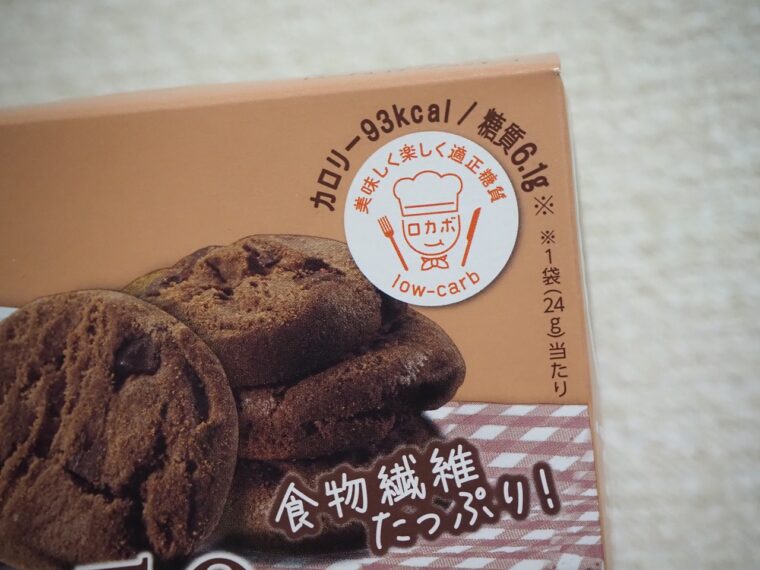 カロリー93kcal / 糖質6.1g※
美味しく楽しく適正糖質
ロカボ
low-carb
※1袋(24g)当たり
食物繊維
たっぷり!